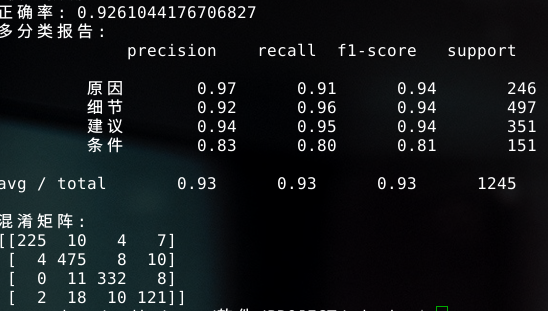 正确率: 0.9261044176706827
多分类报告:
precision recall f1-score support
原因 0.97 0.91 0.94 246
细节 0.92 0.96 0.94 497
建议 0.94 0.95 0.94 351
条件 0.83 0.80 0.81 151
avg / total 0.93 0.93 0.93 1245
混淆矩阵:
[[225 10 4 7]
[ 4 475 8 10]
[ 0 11 332 8]
[ 2 18 10 121]]